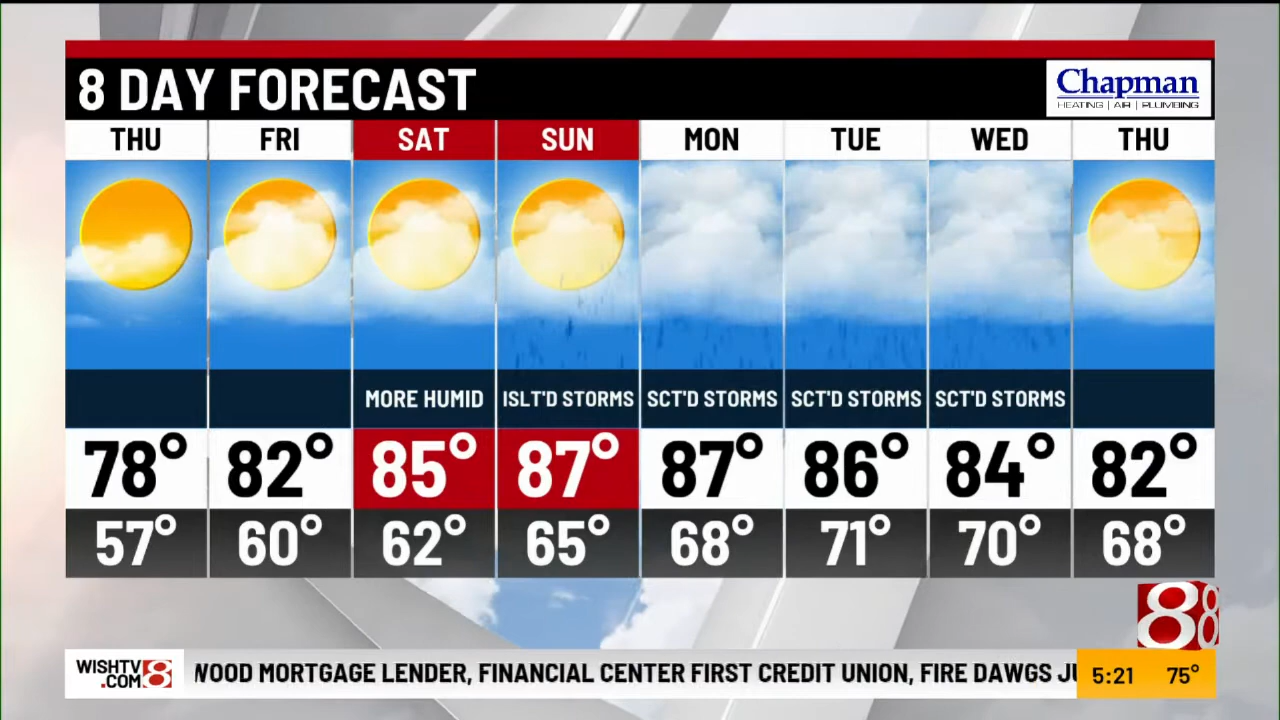 8 DAY FORECAST
Chapman
HEATING | AIR | PLUMBING
THU FRI SAT SUN MON TUE WED THU
MORE HUMID ISLT'D STORMS SCT'D STORMS SCT'D STORMS SCT'D STORMS
78° 82° 85° 87° 87° 86° 84° 82°
57° 60° 62° 65° 68° 71° 70° 68°
8
8
8
WISHTV
.COM 8
WOOD MORTGAGE LENDER, FINANCIAL CENTER FIRST CREDIT UNION, FIRE DAWGS JU
5:21 75°